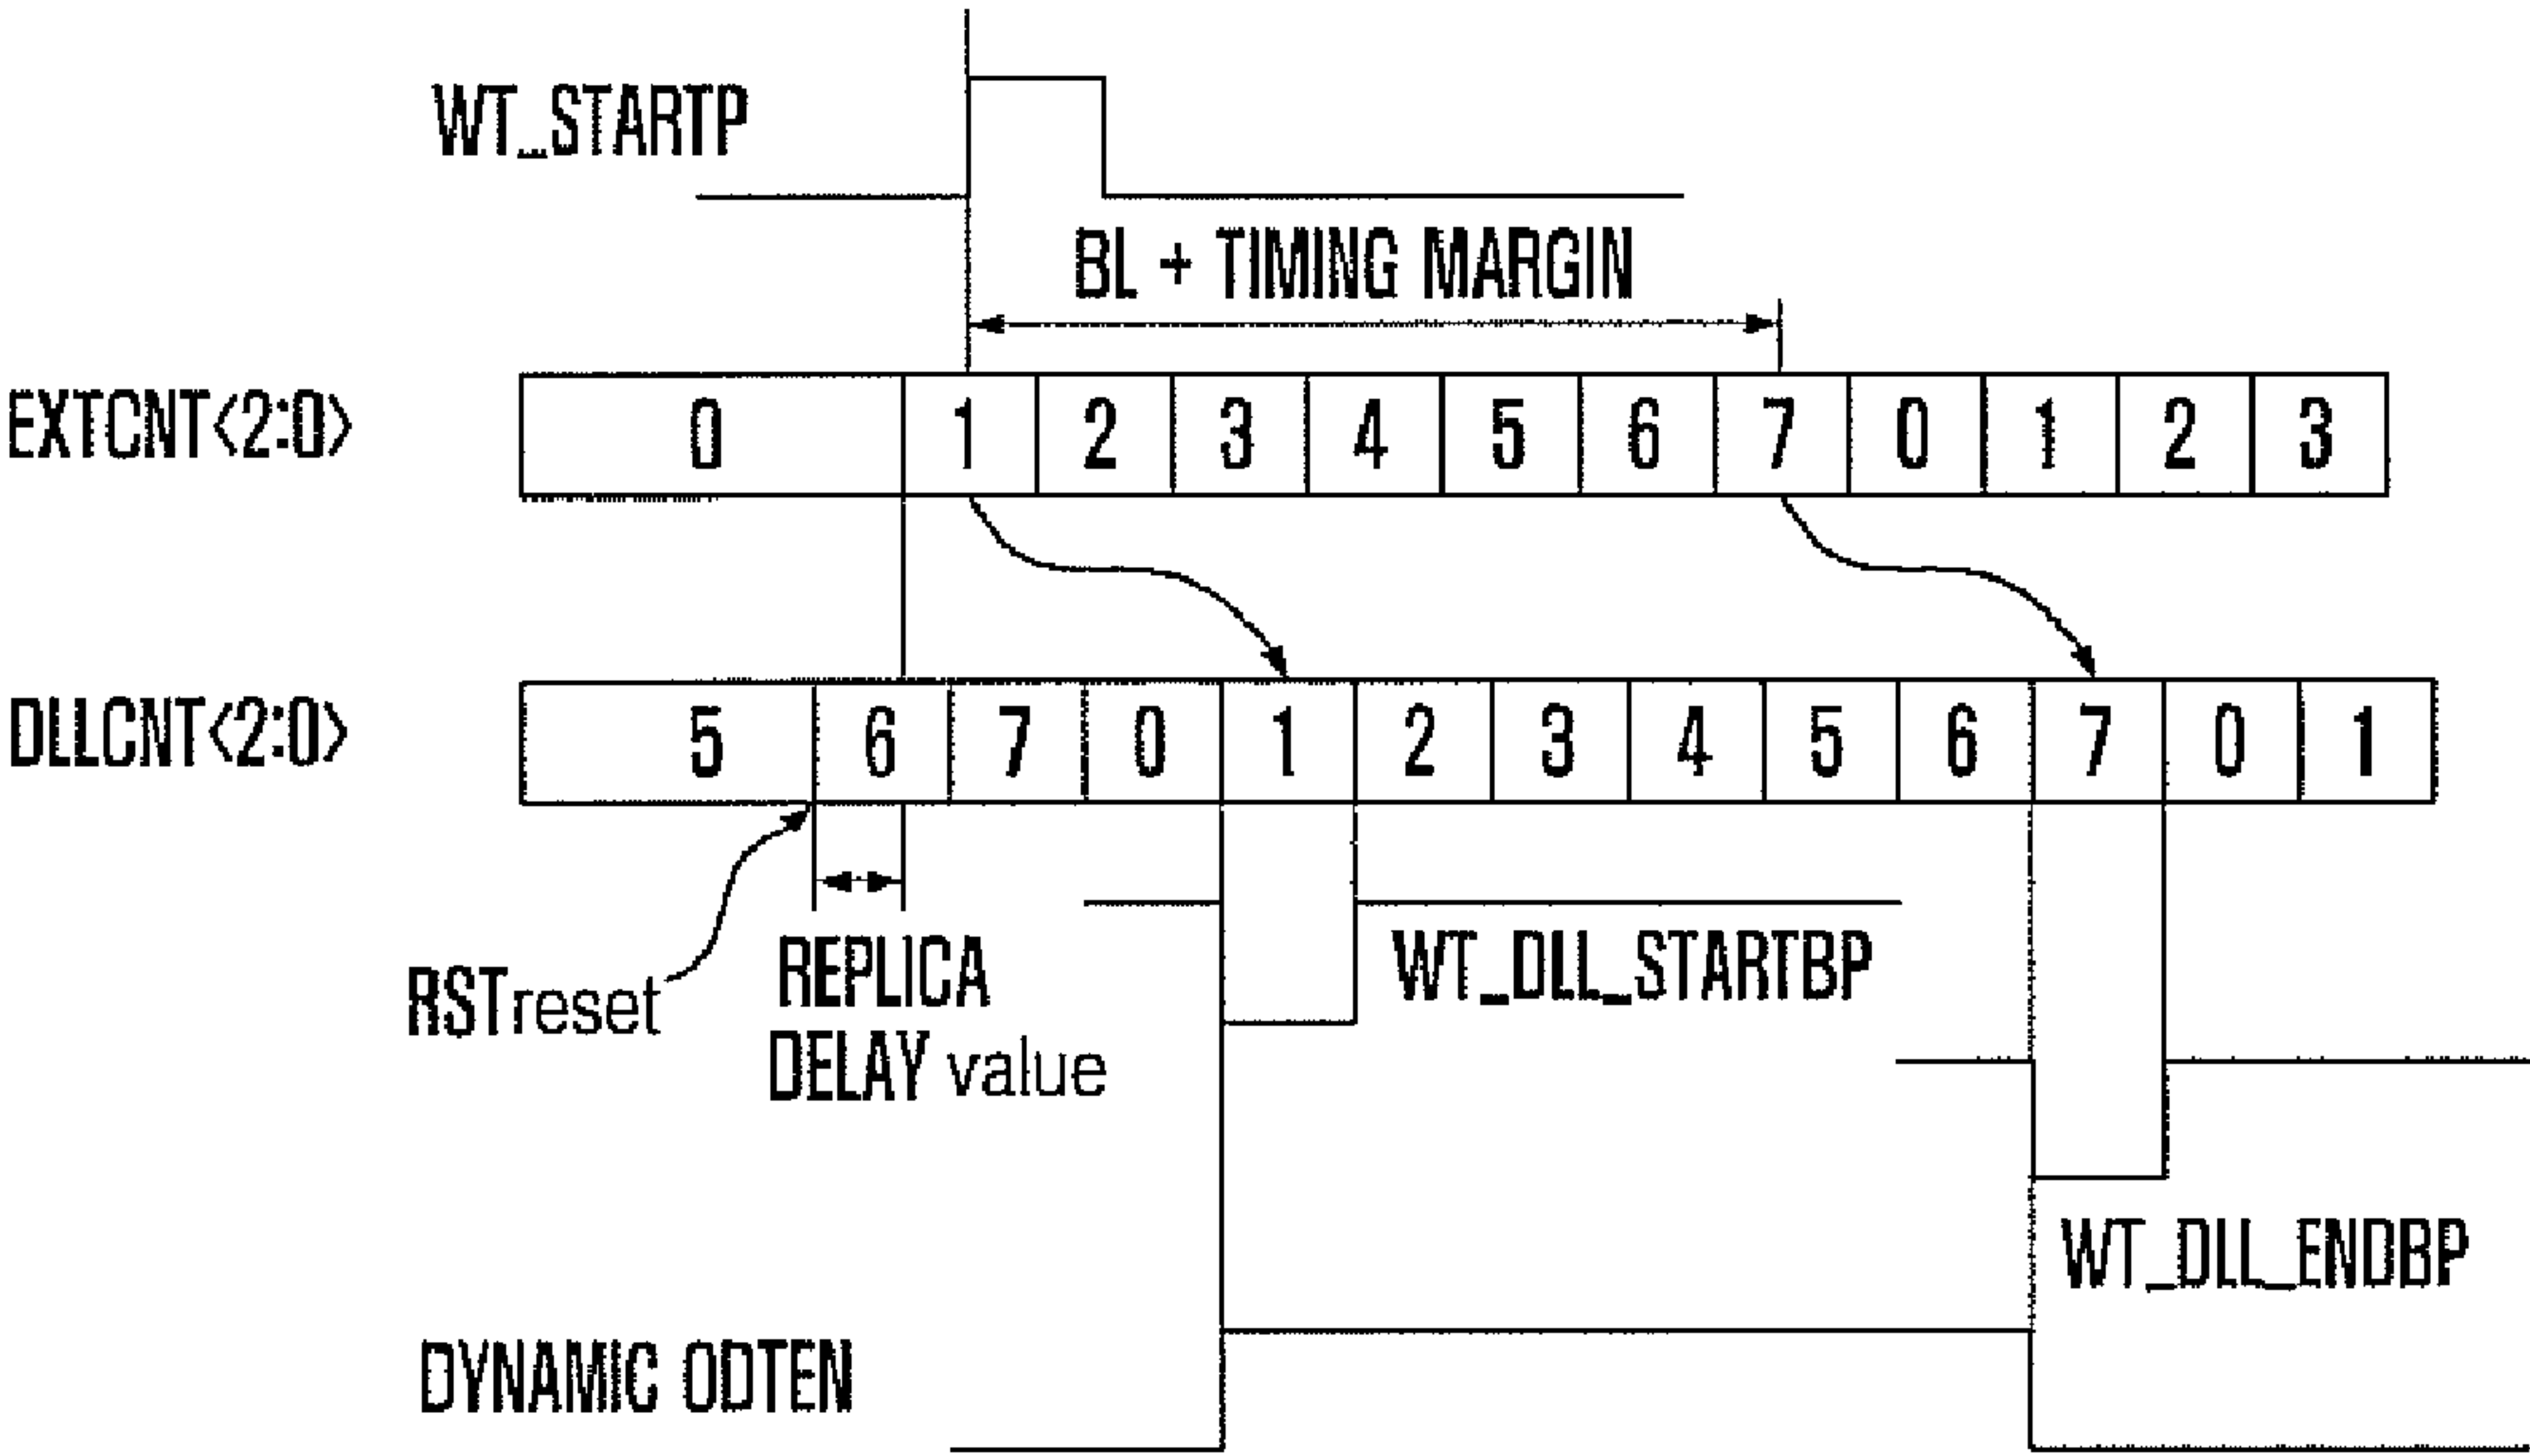 WT_STARTP
BL + TIMING MARGIN
EXTCNT<2:0> 0 1 2 3 4 5 6 7 0 1 2 3
DLLCNT<2:0> 5 6 7 0 1 2 3 4 5 6 7 0 1
RSTreset
REPLICA
DELAY value
WT_DLL_STARTBP
WT_DLL_ENDBP
DYNAMIC ODTEN